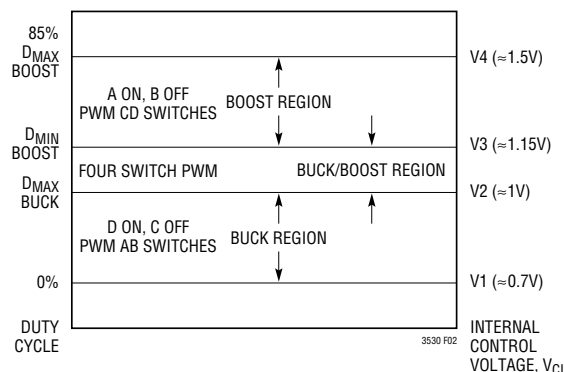 85%
DMAX
BOOST
V4 (≈1.5V)
A ON, B OFF
PWM CD SWITCHES
BOOST REGION
DMIN
BOOST
V3 (≈1.15V)
FOUR SWITCH PWM
BUCK/BOOST REGION
DMAX
BUCK
V2 (≈1V)
D ON, C OFF
PWM AB SWITCHES
BUCK REGION
0%
V1 (≈0.7V)
DUTY
CYCLE
3530 F02
INTERNAL
CONTROL
VOLTAGE, VCI